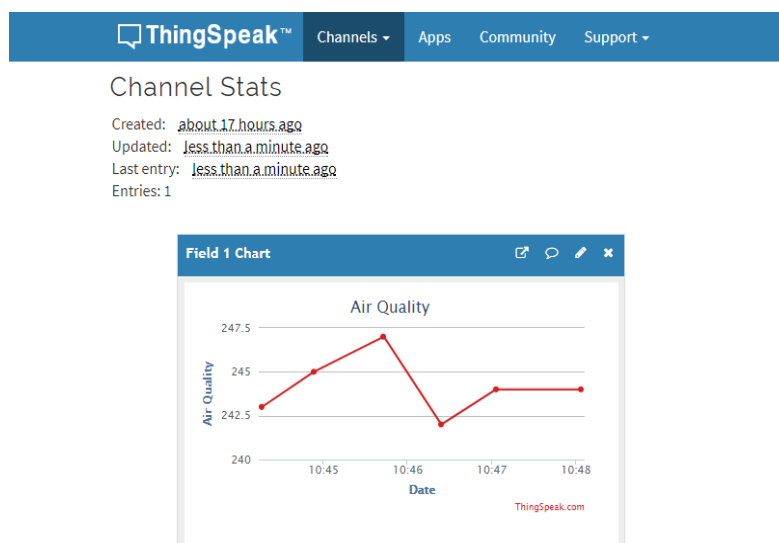 ThingSpeak™ Channels Apps Community Support
Channel Stats
Created: about 17 hours ago
Updated: less than a minute ago
Last entry: less than a minute ago
Entries: 1
Field 1 Chart
Air Quality
247.5
245
242.5
240
Air Quality
10:45 10:46 10:47 10:48
Date
ThingSpeak.com